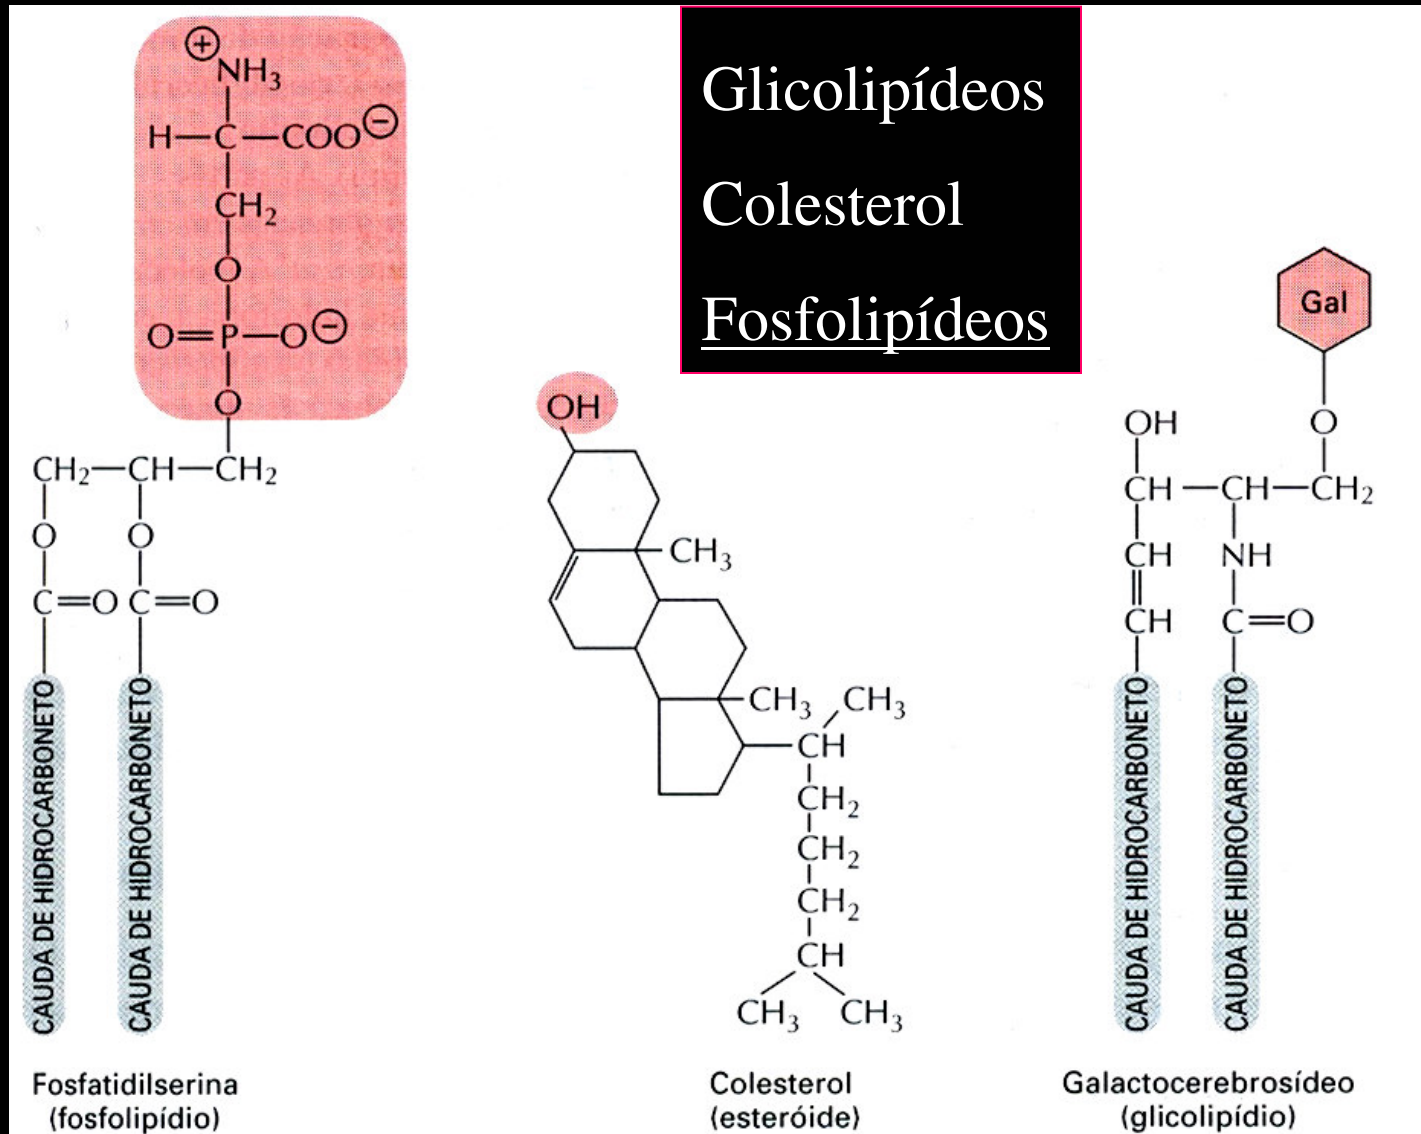 Glicolipídeos
Colesterol
Fosfolipídeos
⊕
NH3
H—C—COO⊖
CH2
O
O=P—O⊖
O
CH2—CH—CH2
O O
C=O C=O
CAUDA DE HIDROCARBONETO
CAUDA DE HIDROCARBONETO
Fosfatidilserina
(fosfolipídio)
OH
CH3
CH3 CH3
CH
CH2
CH2
CH2
CH
CH3 CH3
Colesterol
(esteróide)
Gal
OH O
CH—CH—CH2
CH NH
CH C=O
CAUDA DE HIDROCARBONETO
CAUDA DE HIDROCARBONETO
Galactocerebrosídeo
(glicolipídio)